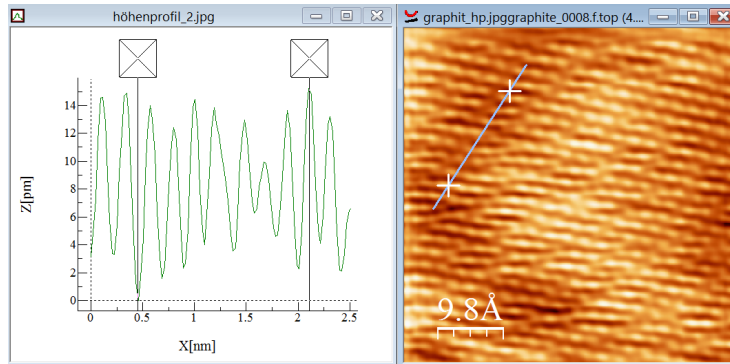 höhenprofil_2.jpg
Z[pm]
14
12
10
8
6
4
2
0
0
0.5
1
1.5
2
2.5
X[nm]
graphit_hp.jpggraphite_0008.f.top (4....
9.8Å